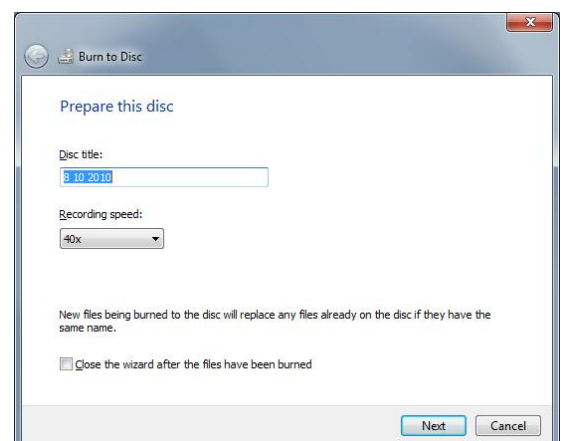 Burn to Disc
Prepare this disc
Disc title:
8 10 2010
Recording speed:
40x
New files being burned to the disc will replace any files already on the disc if they have the
same name.
Close the wizard after the files have been burned
Next Cancel